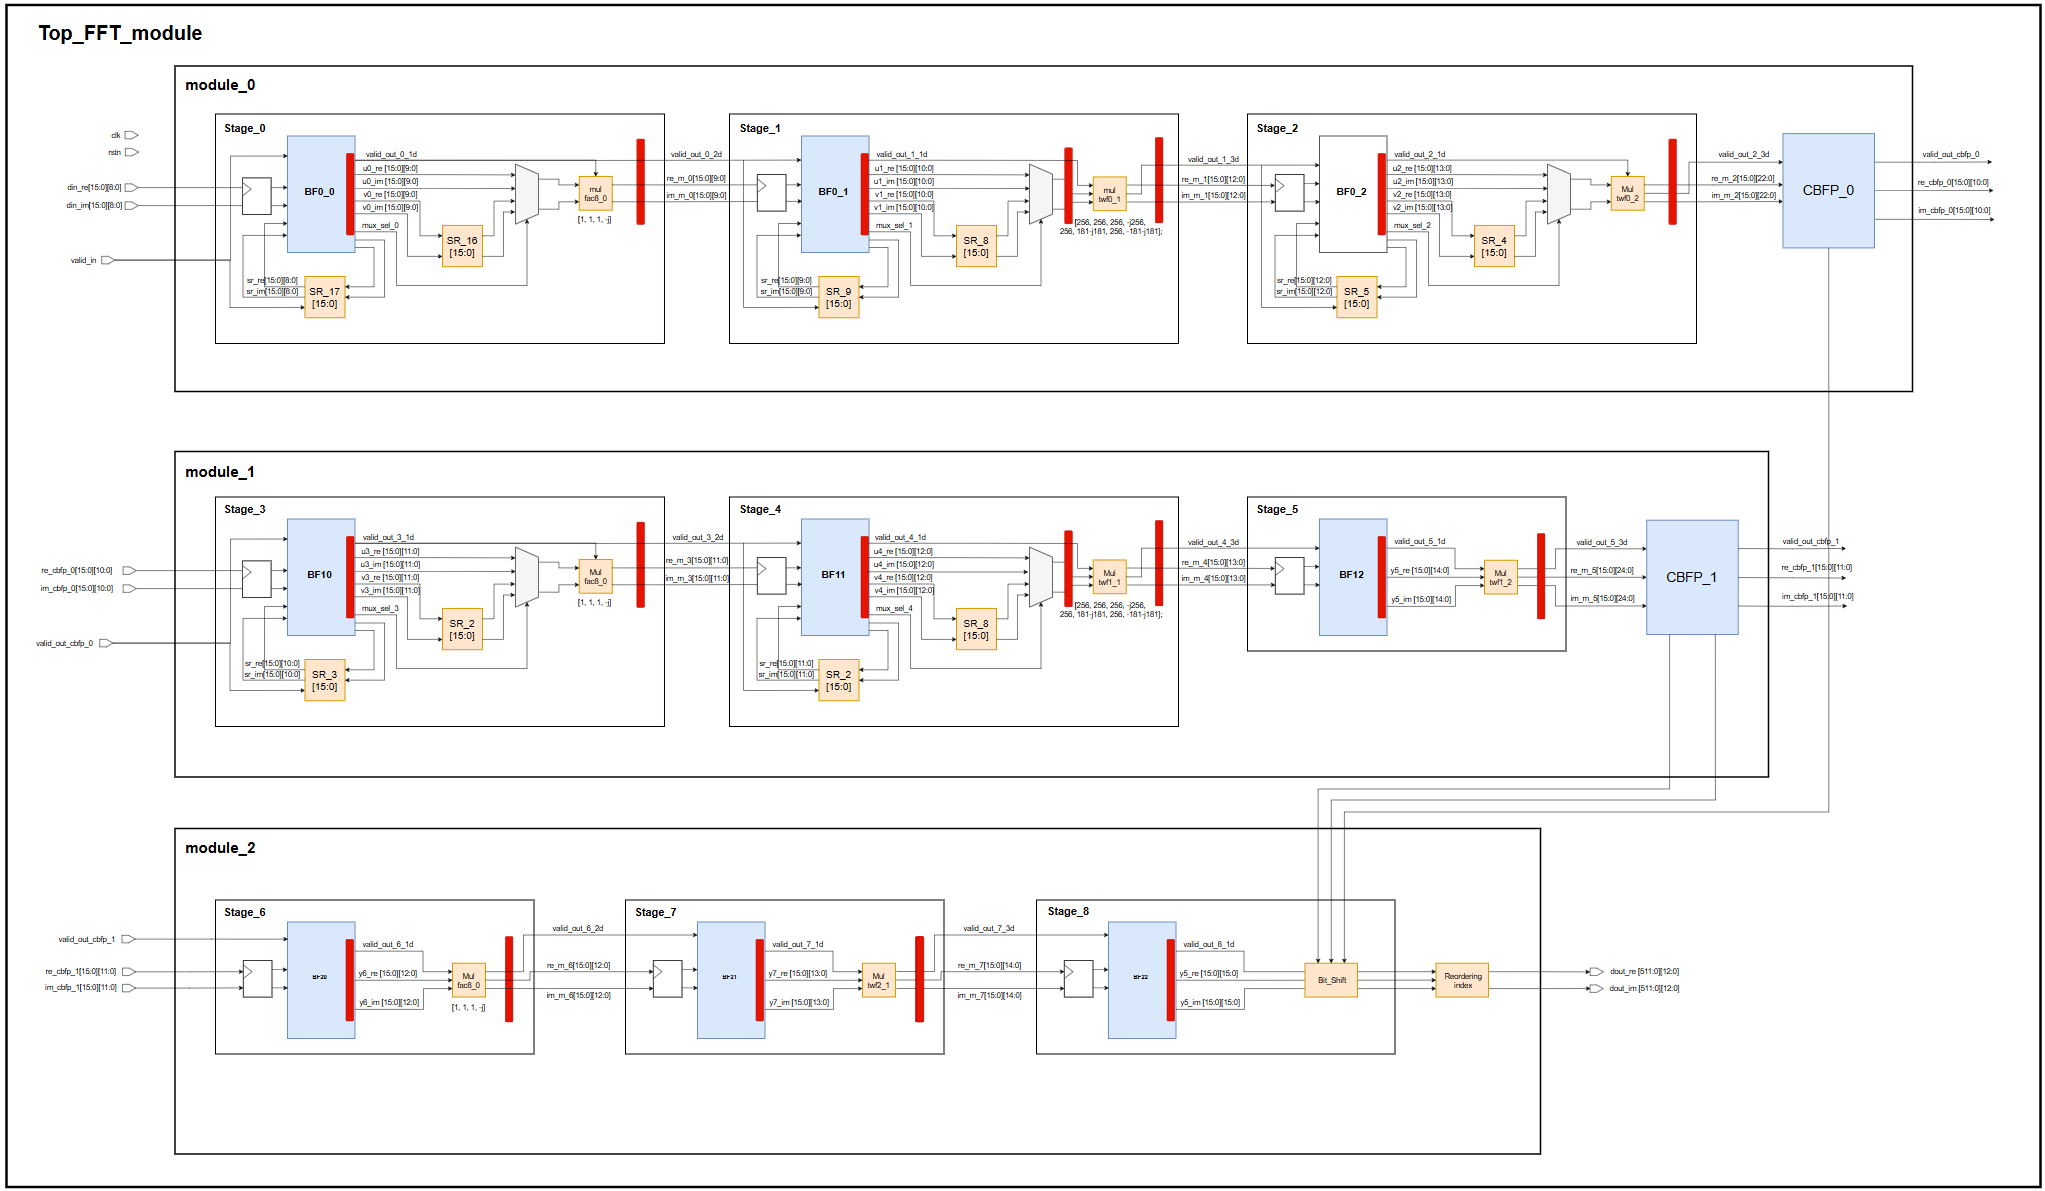 Top_FFT_module
module_0
clk
rstn
din_re[15:0][8:0]
din_im[15:0][8:0]
valid_in
Stage_0
BF0_0
valid_out_0_1d
u0_re [15:0][9:0]
u0_im [15:0][9:0]
v0_re [15:0][9:0]
v0_im [15:0][9:0]
mux_sel_0
SR_16
[15:0]
sr_re[15:0][8:0]
sr_im[15:0][8:0]
SR_17
[15:0]
mul
fac8_0
[1, 1, 1, -j]
valid_out_0_2d
re_m_0[15:0][9:0]
im_m_0[15:0][9:0]
Stage_1
BF0_1
valid_out_1_1d
u1_re [15:0][10:0]
u1_im [15:0][10:0]
v1_re [15:0][10:0]
v1_im [15:0][10:0]
mux_sel_1
SR_8
[15:0]
sr_re[15:0][9:0]
sr_im[15:0][9:0]
SR_9
[15:0]
mul
twf0_1
[256, 256, 256, -j256,
256, 181-j181, 256, -181-j181];
valid_out_1_3d
re_m_1[15:0][12:0]
im_m_1[15:0][12:0]
Stage_2
BF0_2
valid_out_2_1d
u2_re [15:0][13:0]
u2_im [15:0][13:0]
v2_re [15:0][13:0]
v2_im [15:0][13:0]
mux_sel_2
SR_4
[15:0]
sr_re[15:0][12:0]
sr_im[15:0][12:0]
SR_5
[15:0]
Mul
twf0_2
valid_out_2_3d
re_m_2[15:0][22:0]
im_m_2[15:0][22:0]
CBFP_0
valid_out_cbfp_0
re_cbfp_0[15:0][10:0]
im_cbfp_0[15:0][10:0]
module_1
re_cbfp_0[15:0][10:0]
im_cbfp_0[15:0][10:0]
valid_out_cbfp_0
Stage_3
BF10
valid_out_3_1d
u3_re [15:0][11:0]
u3_im [15:0][11:0]
v3_re [15:0][11:0]
v3_im [15:0][11:0]
mux_sel_3
SR_2
[15:0]
sr_re[15:0][10:0]
sr_im[15:0][10:0]
SR_3
[15:0]
Mul
fac8_0
[1, 1, 1, -j]
valid_out_3_2d
re_m_3[15:0][11:0]
im_m_3[15:0][11:0]
Stage_4
BF11
valid_out_4_1d
u4_re [15:0][12:0]
u4_im [15:0][12:0]
v4_re [15:0][12:0]
v4_im [15:0][12:0]
mux_sel_4
SR_8
[15:0]
sr_re[15:0][11:0]
sr_im[15:0][11:0]
SR_2
[15:0]
Mul
twf1_1
[256, 256, 256, -j256,
256, 181-j181, 256, -181-j181];
valid_out_4_3d
re_m_4[15:0][13:0]
im_m_4[15:0][13:0]
Stage_5
BF12
valid_out_5_1d
y5_re [15:0][14:0]
y5_im [15:0][14:0]
Mul
twf1_2
valid_out_5_3d
re_m_5[15:0][24:0]
im_m_5[15:0][24:0]
CBFP_1
valid_out_cbfp_1
re_cbfp_1[15:0][11:0]
im_cbfp_1[15:0][11:0]
module_2
valid_out_cbfp_1
re_cbfp_1[15:0][11:0]
im_cbfp_1[15:0][11:0]
Stage_6
BF20
valid_out_6_1d
y6_re [15:0][12:0]
y6_im [15:0][12:0]
Mul
fac8_0
[1, 1, 1, -j]
valid_out_6_2d
re_m_6[15:0][12:0]
im_m_6[15:0][12:0]
Stage_7
BF21
valid_out_7_1d
y7_re [15:0][13:0]
y7_im [15:0][13:0]
Mul
twf2_1
valid_out_7_3d
re_m_7[15:0][14:0]
im_m_7[15:0][14:0]
Stage_8
BF22
valid_out_8_1d
y5_re [15:0][15:0]
y5_im [15:0][15:0]
Bit_Shift
Reordering
index
dout_re [511:0][12:0]
dout_im [511:0][12:0]